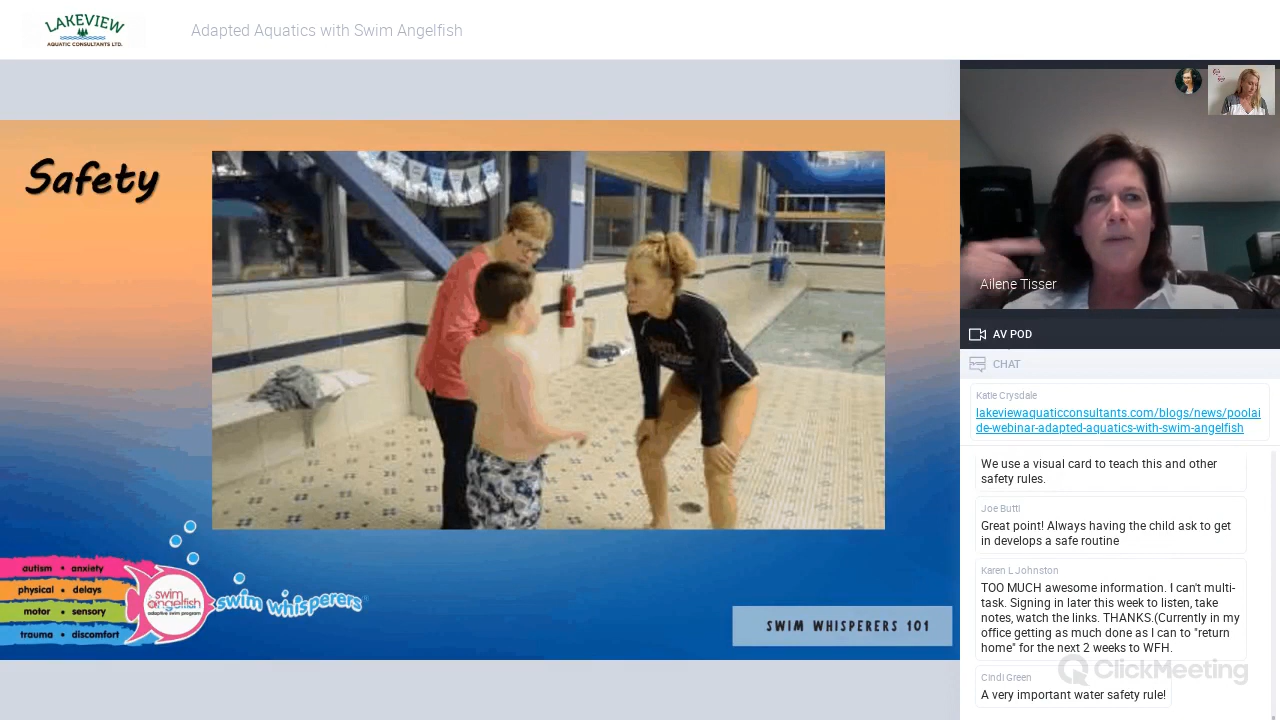 LAKEVIEW
AQUATIC CONSULTANTS LTD.
Adapted Aquatics with Swim Angelfish
Safety
autism • anxiety
physical • delays
motor • sensory
trauma • discomfort
swim
angelfish
adaptive swim program
swim whisperers
SWIM WHISPERERS 101
Ailene Tisser
AV POD
CHAT
Katie Crysdale
lakeviewaquaticconsultants.com/blogs/news/poolai
de-webinar-adapted-aquatics-with-swim-angelfish
We use a visual card to teach this and other
safety rules.
Joe Butti
Great point! Always having the child ask to get
in develops a safe routine
Karen L Johnston
TOO MUCH awesome information. I can't multi-
task. Signing in later this week to listen, take
notes, watch the links. THANKS.(Currently in my
office getting as much done as I can to "return
home" for the next 2 weeks to WFH.
Cindi Green
A very important water safety rule!
ClickMeeting